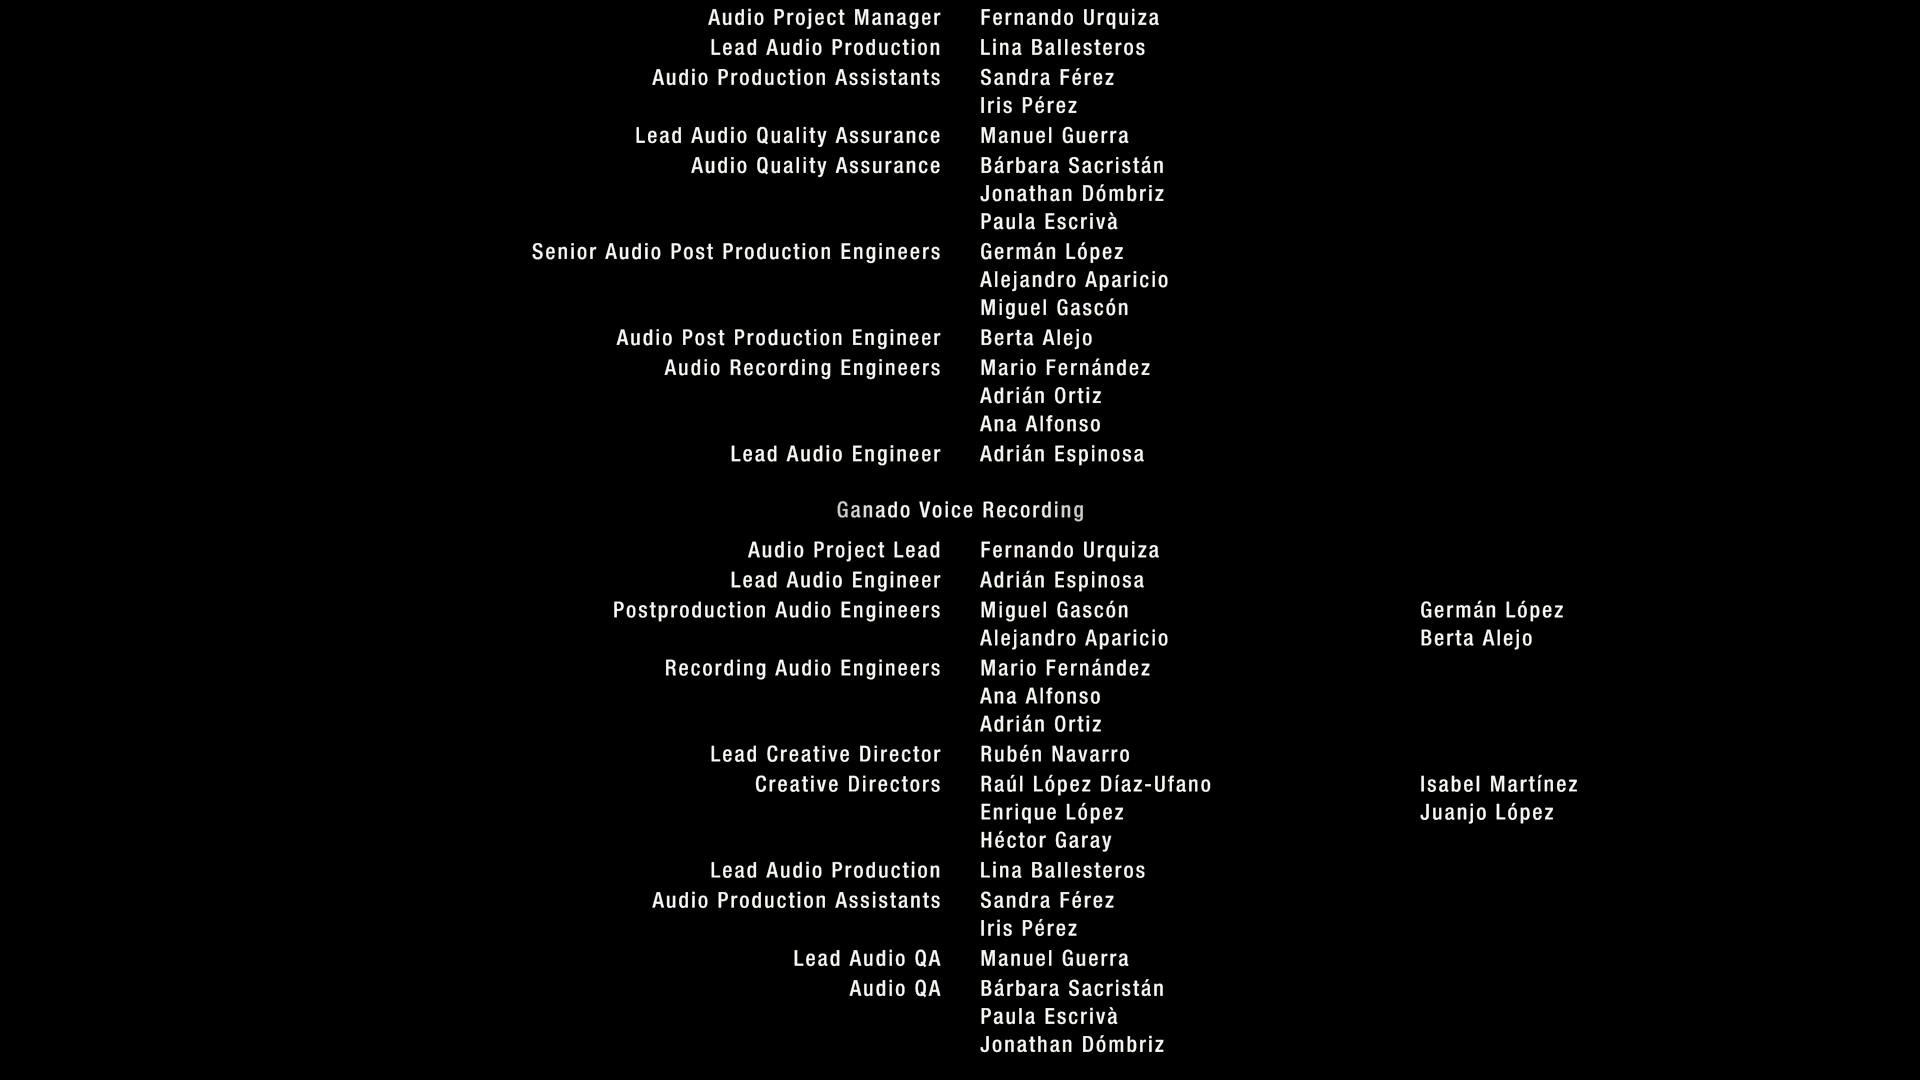 Audio Project Manager Fernando Urquiza
Lead Audio Production Lina Ballesteros
Audio Production Assistants Sandra Férez
Iris Pérez
Lead Audio Quality Assurance Manuel Guerra
Audio Quality Assurance Bárbara Sacristán
Jonathan Dómbriz
Paula Escrivà
Senior Audio Post Production Engineers Germán López
Alejandro Aparicio
Miguel Gascón
Audio Post Production Engineer Berta Alejo
Audio Recording Engineers Mario Fernández
Adrián Ortiz
Ana Alfonso
Lead Audio Engineer Adrián Espinosa
Ganado Voice Recording
Audio Project Lead Fernando Urquiza
Lead Audio Engineer Adrián Espinosa
Postproduction Audio Engineers Miguel Gascón Germán López
Alejandro Aparicio Berta Alejo
Recording Audio Engineers Mario Fernández
Ana Alfonso
Adrián Ortiz
Lead Creative Director Rubén Navarro
Creative Directors Raúl López Díaz-Ufano Isabel Martínez
Enrique López Juanjo López
Héctor Garay
Lead Audio Production Lina Ballesteros
Audio Production Assistants Sandra Férez
Iris Pérez
Lead Audio QA Manuel Guerra
Audio QA Bárbara Sacristán
Paula Escrivà
Jonathan Dómbriz